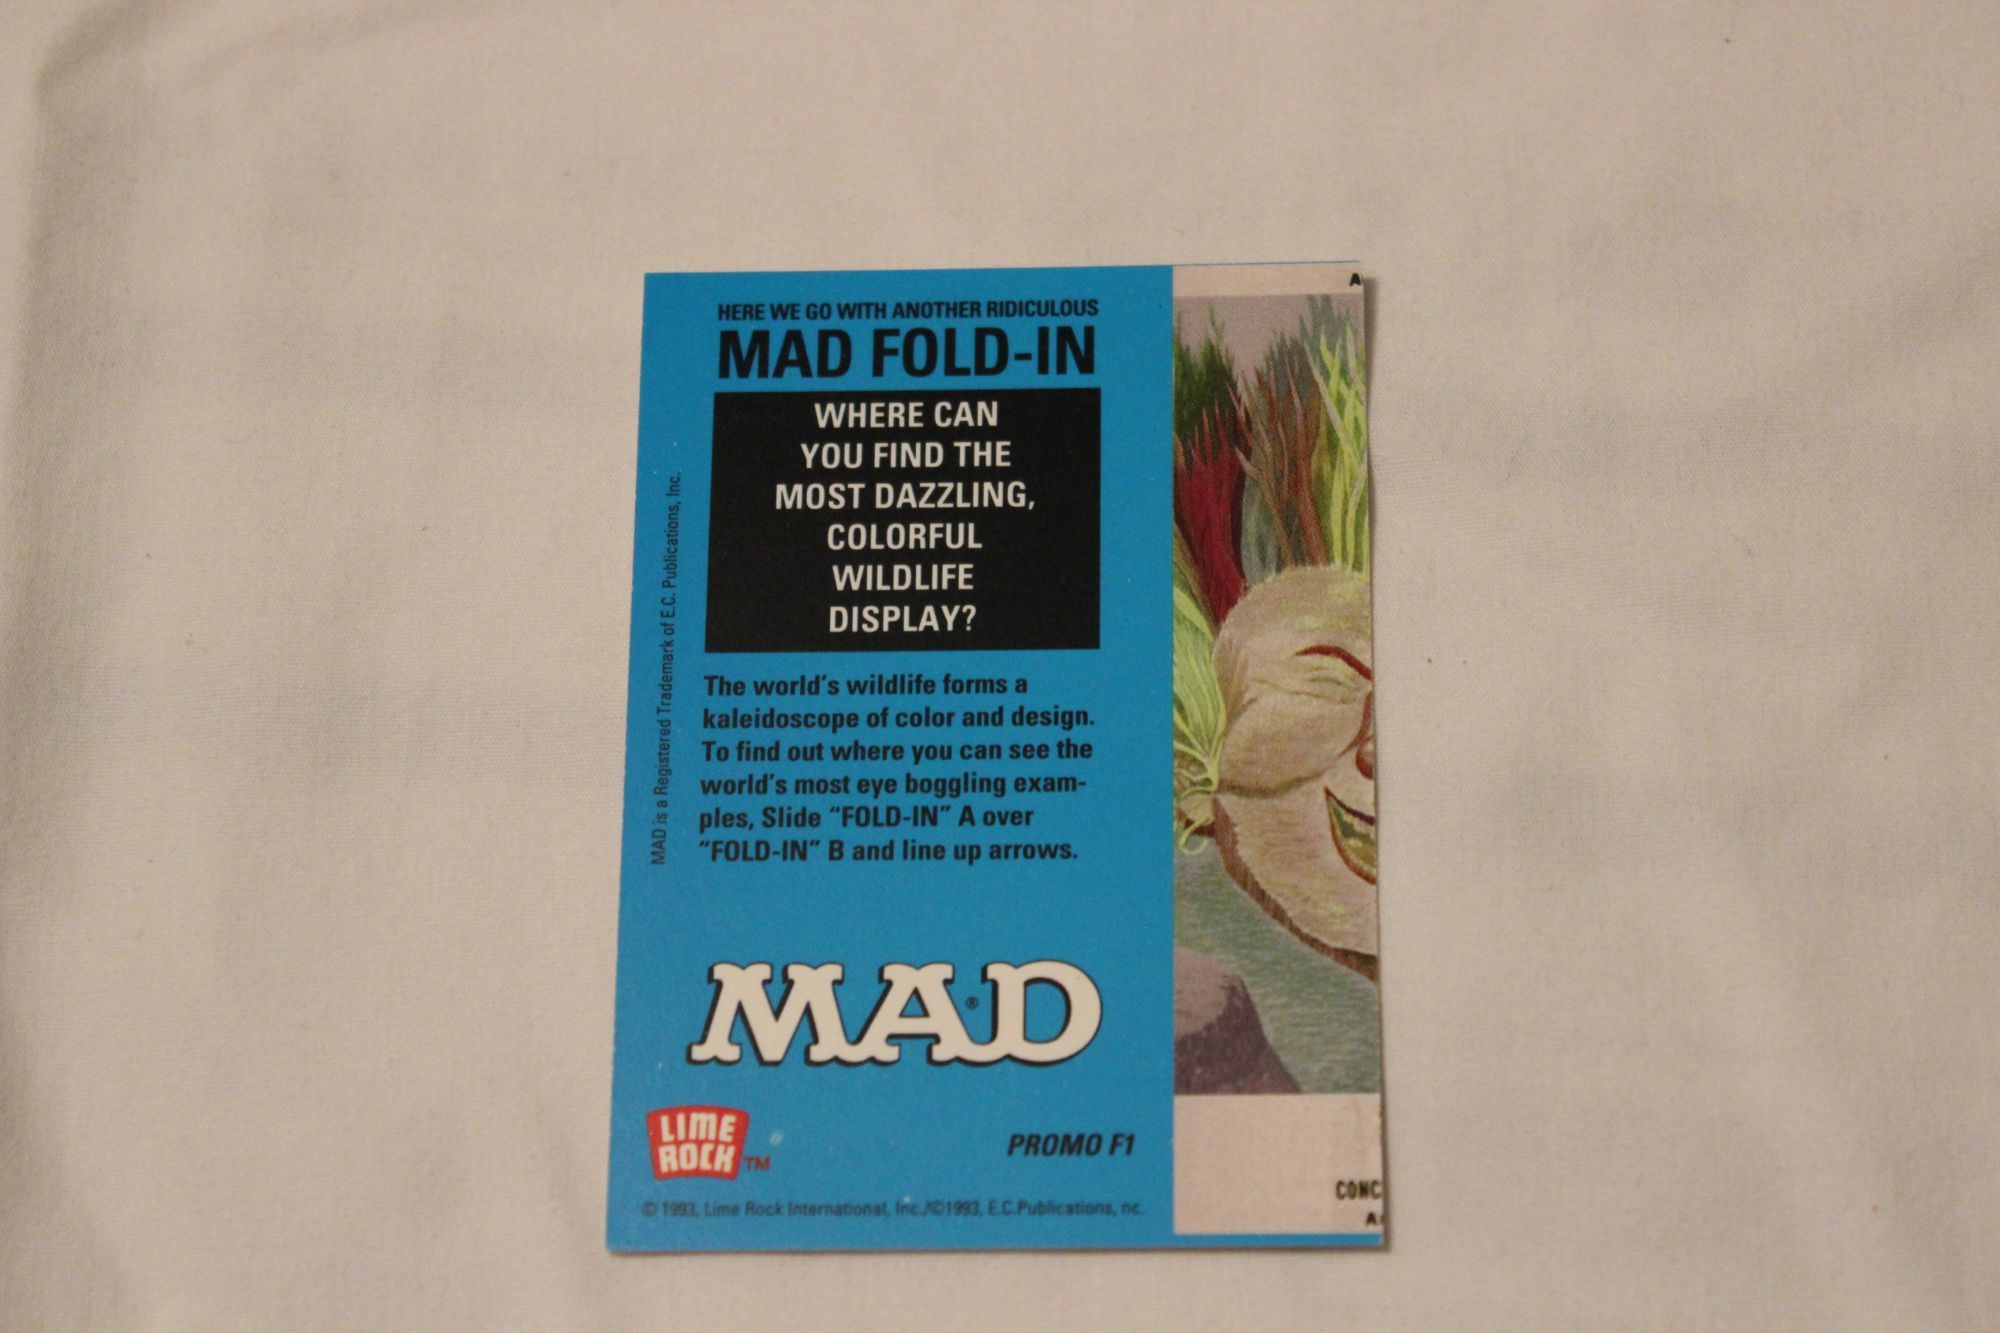 HERE WE GO WITH ANOTHER RIDICULOUS
MAD FOLD-IN
WHERE CAN
YOU FIND THE
MOST DAZZLING,
COLORFUL
WILDLIFE
DISPLAY?
The world's wildlife forms a
kaleidoscope of color and design.
To find out where you can see the
world's most eye boggling exam-
ples, Slide "FOLD-IN" A over
"FOLD-IN" B and line up arrows.
MAD is a Registered Trademark of E.C. Publications, Inc.
MAD®
LIME
ROCK TM
PROMO F1
© 1993, Lime Rock International, Inc./©1993, E.C.Publications, nc.
A
CONC
A